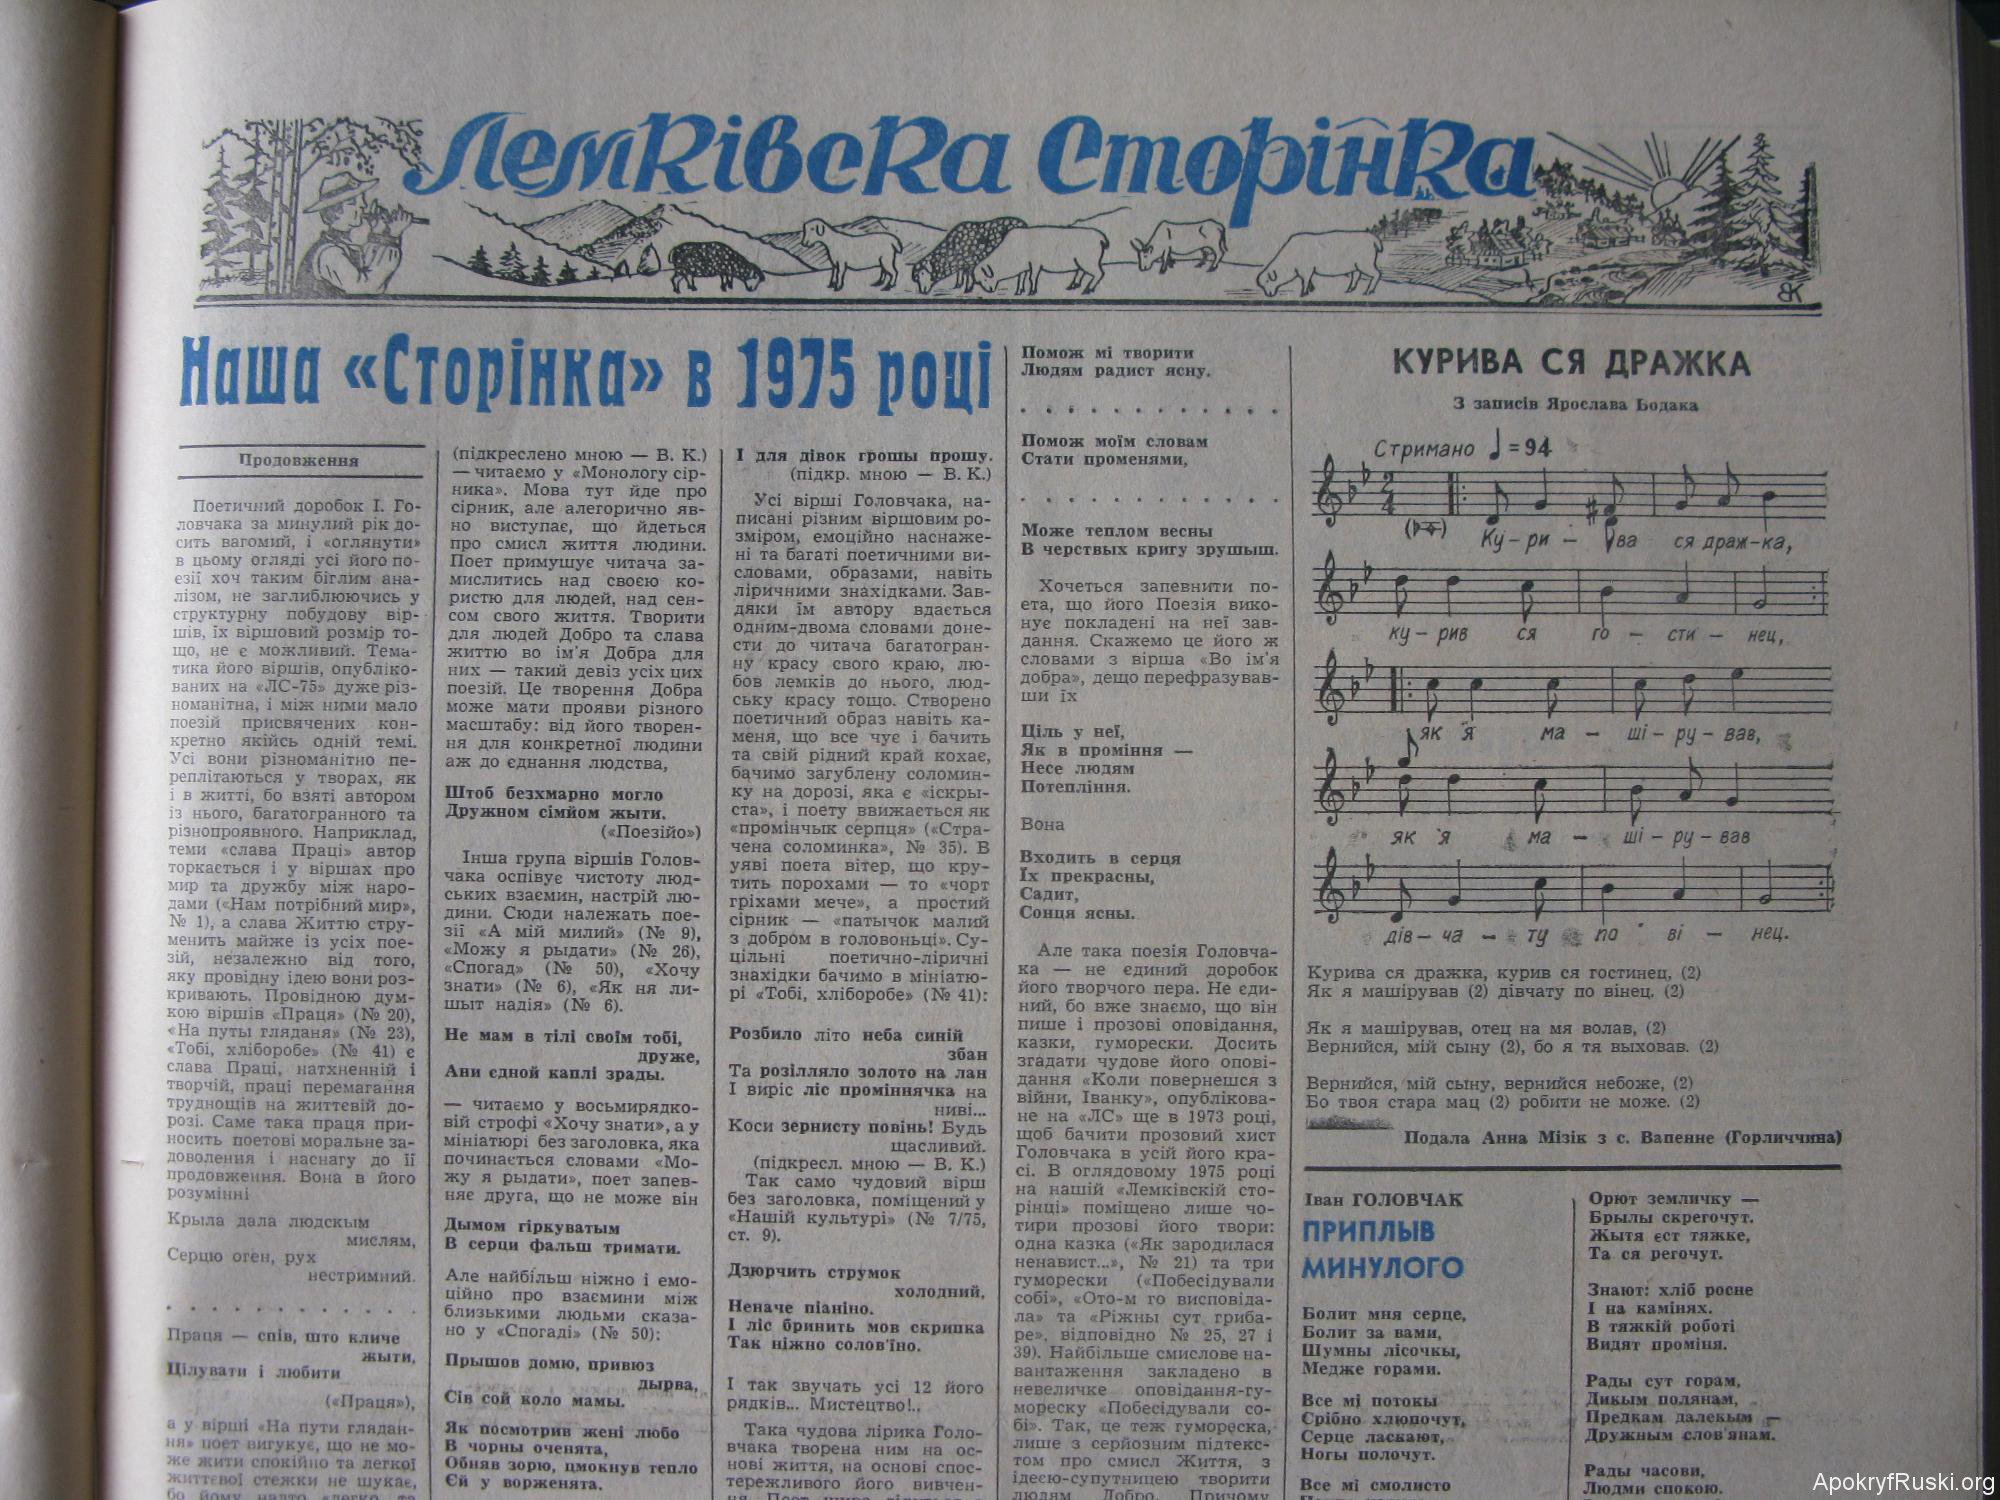 Лемківска Сторінка
Наша «Сторінка» в 1975 році
Продовження
Поетичний доробок І. Го-
ловчака за минулий рік до-
сить вагомий, і «оглянути»
в цьому огляді усі його по-
езії хоч таким біглим ана-
лізом, не заглиблюючись у
структурну побудову вір-
шів, їх віршовий розмір то-
що, не є можливий. Тема-
тика його віршів, опубліко-
ваних на «ЛС-75» дуже різ-
номанітна, і між ними мало
поезій присвячених кон-
кретно якійсь одній темі.
Усі вони різноманітно пе-
реплітаються у творах, як
і в житті, бо взяті автором
із нього, багатогранного та
різнопроявного. Наприклад,
теми «слава Праці» автор
торкається і у віршах про
мир та дружбу між наро-
дами («Нам потрібний мир»,
№ 1), а слава Життю стру-
менить майже із усіх пое-
зій, незалежно від того,
яку провідну ідею вони роз-
кривають. Провідною дум-
кою віршів «Праця» (№ 20),
«На путы гляданя» (№ 23),
«Тобі, хліборобе» (№ 41) є
слава Праці, натхненній і
творчій, праці перемагання
труднощів на життєвій до-
розі. Саме така праця при-
носить поетові моральне за-
доволення і наснагу до її
продовження. Вона в його
розумінні
Крыла дала людскым
мислям,
Серцю оген, рух
нестримний.
. . . . . . . . . . . .
Праця — спів, што кличе
жыти,
Цілувати і любити
(«Праця»),
а у вірші «На пути глядан-
ня» поет вигукує, що не мо-
же жити спокійно та легкої
життєвої стежки не шукає,
бо йому надто «легко та
(підкреслено мною — В. К.)
— читаємо у «Монологу сір-
ника». Мова тут йде про
сірник, але алегорично яв-
но виступає, що йдеться
про смисл життя людини.
Поет примушує читача за-
мислитись над своєю ко-
ристю для людей, над сен-
сом свого життя. Творити
для людей Добро та слава
життю во ім'я Добра для
них — такий девіз усіх цих
поезій. Це творення Добра
може мати прояви різного
масштабу: від його творен-
ня для конкретної людини
аж до єднання людства,
Штоб безхмарно могло
Дружном сімйом жыти.
(«Поезійо»)
Інша група віршів Голов-
чака оспівує чистоту люд-
ських взаємин, настрій лю-
дини. Сюди належать пое-
зії «А мій милий» (№ 9),
«Можу я рыдати» (№ 26),
«Спогад» (№ 50), «Хочу
знати» (№ 6), «Як ня ли-
шыт надія» (№ 6).
Не мам в тілі своїм тобі,
друже,
Ани єдной каплі зрады.
— читаємо у восьмирядко-
вій строфі «Хочу знати», а у
мініатюрі без заголовка, яка
починається словами «Мо-
жу я рыдати», поет запев-
няє друга, що не може він
Дымом гіркуватым
В серци фальш тримати.
Але найбільш ніжно і емо-
ційно про взаємини між
близькими людьми сказа-
но у «Спогаді» (№ 50):
Прышов домю, привюз
дырва,
Сів сой коло мамы.
Як посмотрив жені любо
В чорны оченята,
Обняв зорю, цмокнув тепло
Єй у ворженята.
І для дівок грошы прошу.
(підкр. мною — В. К.)
Усі вірші Головчака, на-
писані різним віршовим ро-
зміром, емоційно наснаже-
ні та багаті поетичними ви-
словами, образами, навіть
ліричними знахідками. Зав-
дяки їм автору вдається
одним-двома словами доне-
сти до читача багатогран-
ну красу свого краю, лю-
бов лемків до нього, люд-
ську красу тощо. Створено
поетичний образ навіть ка-
меня, що все чує і бачить
та свій рідний край кохає,
бачимо загублену соломин-
ку на дорозі, яка є «іскрыс-
та», і поету ввижається як
«промінчык серпця» («Стра-
чена соломинка», № 35). В
уяві поета вітер, що кру-
тить порохами — то «чорт
гріхами мече», а простий
сірник — «патычок малий
з добром в головоньці». Су-
цільні поетично-ліричні
знахідки бачимо в мініатю-
рі «Тобі, хліборобе» (№ 41):
Розбило літо неба синій
збан
Та розілляло золото на лан
І виріс ліс проміннячка на
ниві...
Коси зернисту повінь! Будь
щасливий.
(підкресл. мною — В. К.)
Так само чудовий вірш
без заголовка, поміщений у
«Нашій культурі» (№ 7/75,
ст. 9).
Дзюрчить струмок
холодний,
Неначе піаніно.
І ліс бринить мов скрипка
Так ніжно солов'їно.
І так звучать усі 12 його
рядків... Мистецтво!..
Така чудова лірика Голо-
вчака творена ним на ос-
нові життя, на основі спос-
тережливого його вивчен-
Помож мі творити
Людям радист ясну.
. . . . . . . . . . . .
Помож моїм словам
Стати променями,
. . . . . . . . . . . .
Може теплом весны
В черствых кригу зрушыш.
Хочеться запевнити по-
ета, що його Поезія вико-
нує покладені на неї зав-
дання. Скажемо це його ж
словами з вірша «Во ім'я
добра», дещо перефразував-
ши їх
Ціль у неї,
Як в проміння —
Несе людям
Потепління.
Вона
Входить в серця
Їх прекрасны,
Садит,
Сонця ясны.
Але така поезія Головча-
ка — не єдиний доробок
його творчого пера. Не єди-
ний, бо вже знаємо, що він
пише і прозові оповідання,
казки, гуморески. Досить
згадати чудове його опові-
дання «Коли повернешся з
війни, Іванку», опублікова-
не на «ЛС» ще в 1973 році,
щоб бачити прозовий хист
Головчака в усій його кра-
сі. В оглядовому 1975 році
на нашій «Лемківскій сто-
рінці» поміщено лише чо-
тири прозові його твори:
одна казка («Як зародилася
ненавист...», № 21) та три
гуморески («Побесідували
собі», «Ото-м го висповіда-
ла» та «Ріжны сут гриба-
ре», відповідно № 25, 27 і
39). Найбільше смислове на-
вантаження закладено в
невеличке оповідання-гу-
мореску «Побесідували со-
бі». Так, це теж гумореска,
лише з серйозним підтекс-
том про смисл Життя, з
ідеєю-супутницею творити
людям Добро. Причому
КУРИВА СЯ ДРАЖКА
З записів Ярослава Бодака
Стримано ♩=94
Ку-ри - ва ся драж-ка,
ку-рив ся го - сти - нец,
як я ма - ші-ру-вав,
як я ма - ші-ру-вав
дів-ча - ту по ві - нец.
Курива ся дражка, курив ся гостинец, (2)
Як я машірував (2) дівчату по вінец. (2)
Як я машірував, отец на мя волав, (2)
Вернийся, мій сыну (2), бо я тя выховав. (2)
Вернийся, мій сыну, вернийся небоже, (2)
Бо твоя стара мац (2) робити не може. (2)
Подала Анна Мізік з с. Вапенне (Горличчина)
Іван ГОЛОВЧАК
ПРИПЛЫВ
МИНУЛОГО
Болит мня серце,
Болит за вами,
Шумны лісочкы,
Медже горами.
Все мі потокы
Срібно хлюпочут,
Серце ласкают,
Ногы полочут.
Все мі смолисто
Орют земличку —
Брылы скрегочут.
Жытя єст тяжке,
Та ся регочут.
Знают: хліб росне
І на камінях.
В тяжкій роботі
Видят проміня.
Рады сут горам,
Диким полянам,
Предкам далекым —
Дружным слов'янам.
Рады часови,
Людми спокою.
ВК
ApokryfRuski.org